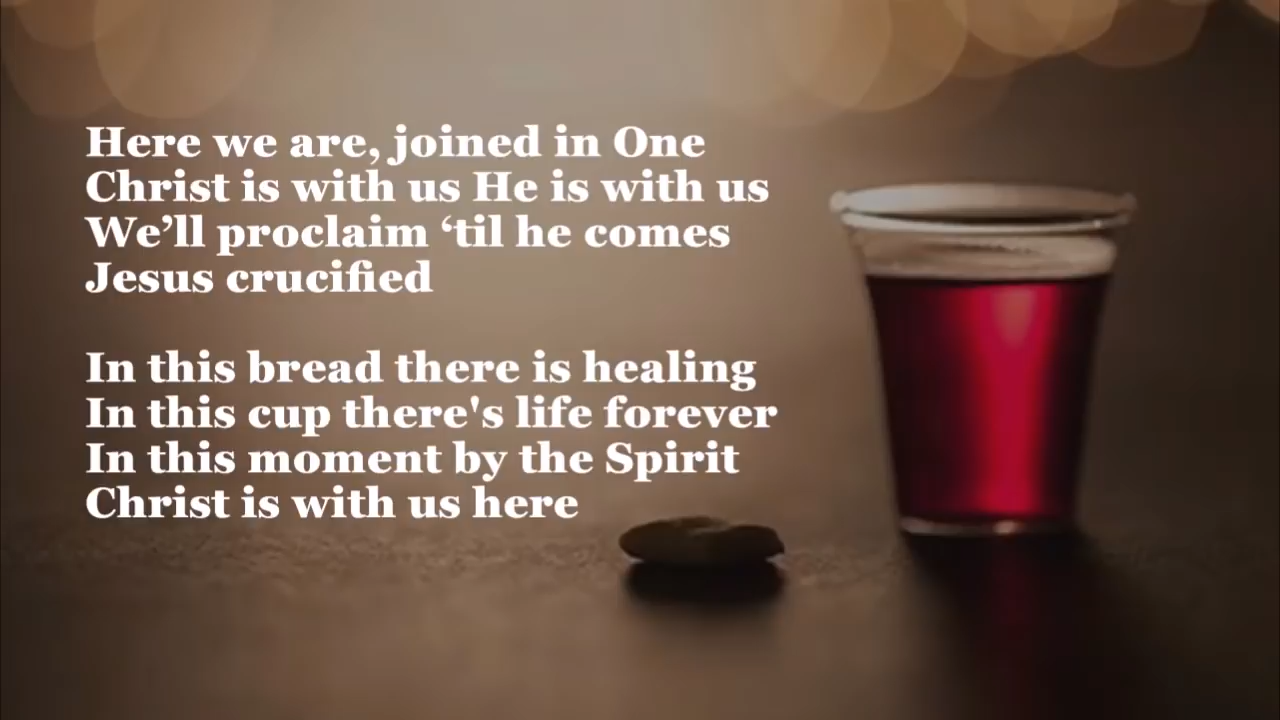 Here we are, joined in One
Christ is with us He is with us
We’ll proclaim ‘til he comes
Jesus crucified
In this bread there is healing
In this cup there's life forever
In this moment by the Spirit
Christ is with us here